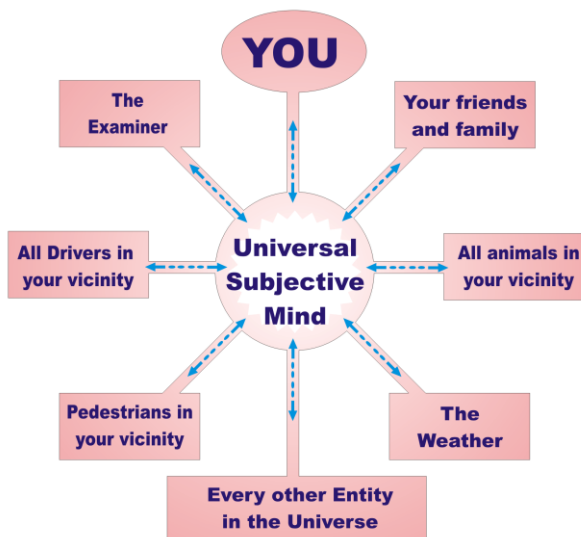 YOU
The
Examiner
Your friends
and family
All Drivers in
your vicinity
Universal
Subjective
Mind
All animals in
your vicinity
Pedestrians in
your vicinity
The
Weather
Every other Entity
in the Universe